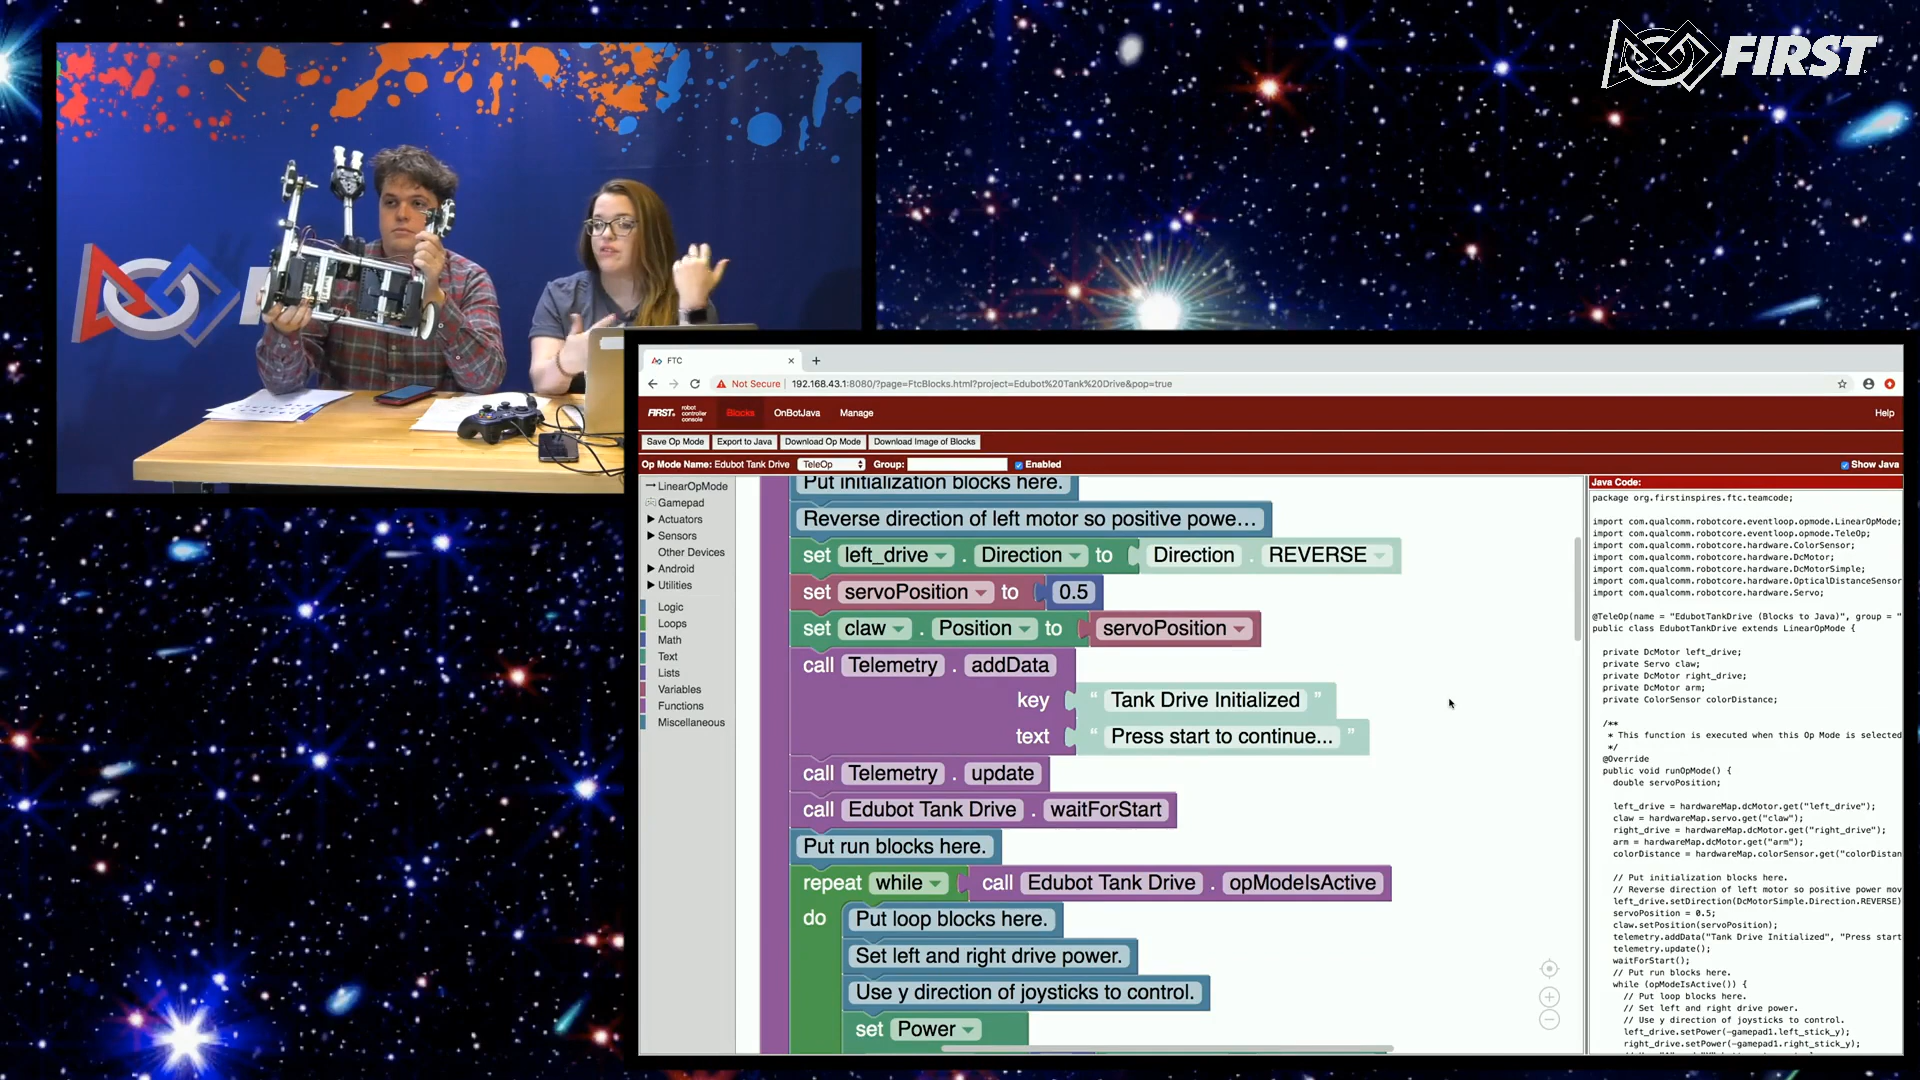 FIRST
FTC
Not Secure | 192.168.43.1:8080/?page=FtcBlocks.html?project=Edubot%20Tank%20Drive&pop=true
FIRST. robot controller console Blocks OnBotJava Manage Help
Save Op Mode Export to Java Download Op Mode Download Image of Blocks
Op Mode Name: Edubot Tank Drive TeleOp Group: Enabled Show Java
LinearOpMode
Gamepad
Actuators
Sensors
Other Devices
Android
Utilities
Logic
Loops
Math
Text
Lists
Variables
Functions
Miscellaneous
Put initialization blocks here.
Reverse direction of left motor so positive powe...
set left_drive . Direction to Direction . REVERSE
set servoPosition to 0.5
set claw . Position to servoPosition
call Telemetry . addData
key “ Tank Drive Initialized ”
text “ Press start to continue... ”
call Telemetry . update
call Edubot Tank Drive . waitForStart
Put run blocks here.
repeat while call Edubot Tank Drive . opModeIsActive
do Put loop blocks here.
Set left and right drive power.
Use y direction of joysticks to control.
set Power
Java Code:
package org.firstinspires.ftc.teamcode;
import com.qualcomm.robotcore.eventloop.opmode.LinearOpMode;
import com.qualcomm.robotcore.eventloop.opmode.TeleOp;
import com.qualcomm.robotcore.hardware.ColorSensor;
import com.qualcomm.robotcore.hardware.DcMotor;
import com.qualcomm.robotcore.hardware.DcMotorSimple;
import com.qualcomm.robotcore.hardware.OpticalDistanceSensor
import com.qualcomm.robotcore.hardware.Servo;
@TeleOp(name = "EdubotTankDrive (Blocks to Java)", group = "
public class EdubotTankDrive extends LinearOpMode {
private DcMotor left_drive;
private Servo claw;
private DcMotor right_drive;
private DcMotor arm;
private ColorSensor colorDistance;
/**
* This function is executed when this Op Mode is selected
*/
@Override
public void runOpMode() {
double servoPosition;
left_drive = hardwareMap.dcMotor.get("left_drive");
claw = hardwareMap.servo.get("claw");
right_drive = hardwareMap.dcMotor.get("right_drive");
arm = hardwareMap.dcMotor.get("arm");
colorDistance = hardwareMap.colorSensor.get("colorDistan
// Put initialization blocks here.
// Reverse direction of left motor so positive power mov
left_drive.setDirection(DcMotorSimple.Direction.REVERSE)
servoPosition = 0.5;
claw.setPosition(servoPosition);
telemetry.addData("Tank Drive Initialized", "Press start
telemetry.update();
waitForStart();
// Put run blocks here.
while (opModeIsActive()) {
// Put loop blocks here.
// Set left and right drive power.
// Use y direction of joysticks to control.
left_drive.setPower(-gamepad1.left_stick_y);
right_drive.setPower(-gamepad1.right_stick_y);